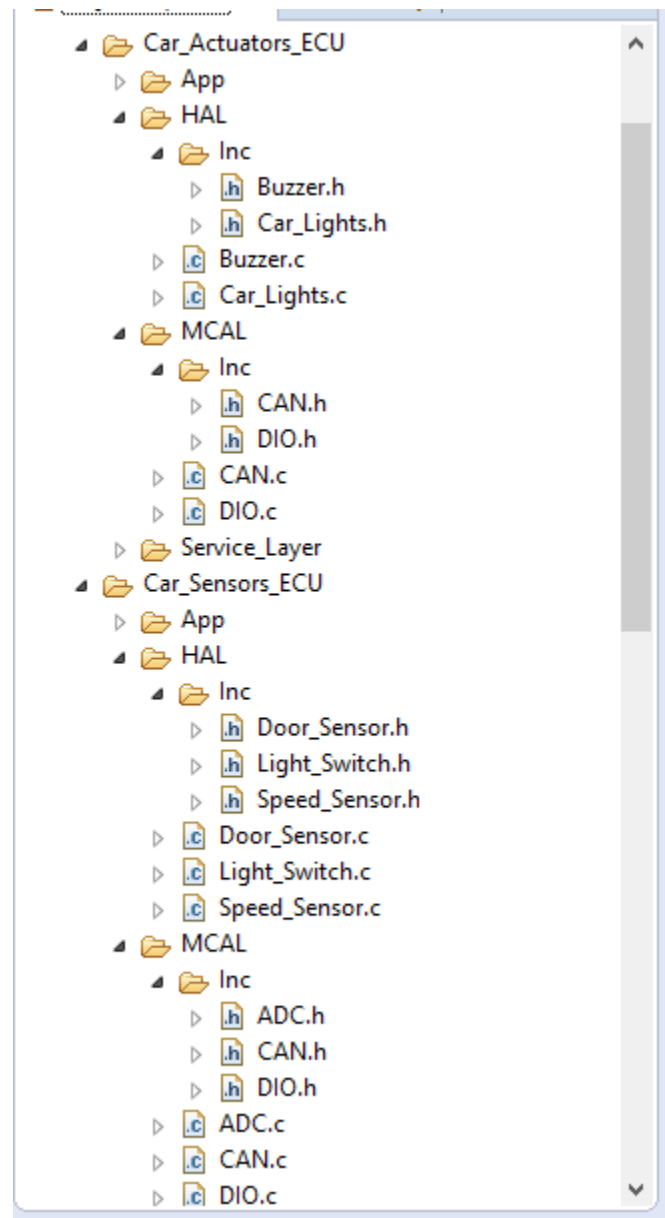 Car_Actuators_ECU
App
HAL
Inc
.h Buzzer.h
.h Car_Lights.h
.c Buzzer.c
.c Car_Lights.c
MCAL
Inc
.h CAN.h
.h DIO.h
.c CAN.c
.c DIO.c
Service_Layer
Car_Sensors_ECU
App
HAL
Inc
.h Door_Sensor.h
.h Light_Switch.h
.h Speed_Sensor.h
.c Door_Sensor.c
.c Light_Switch.c
.c Speed_Sensor.c
MCAL
Inc
.h ADC.h
.h CAN.h
.h DIO.h
.c ADC.c
.c CAN.c
.c DIO.c